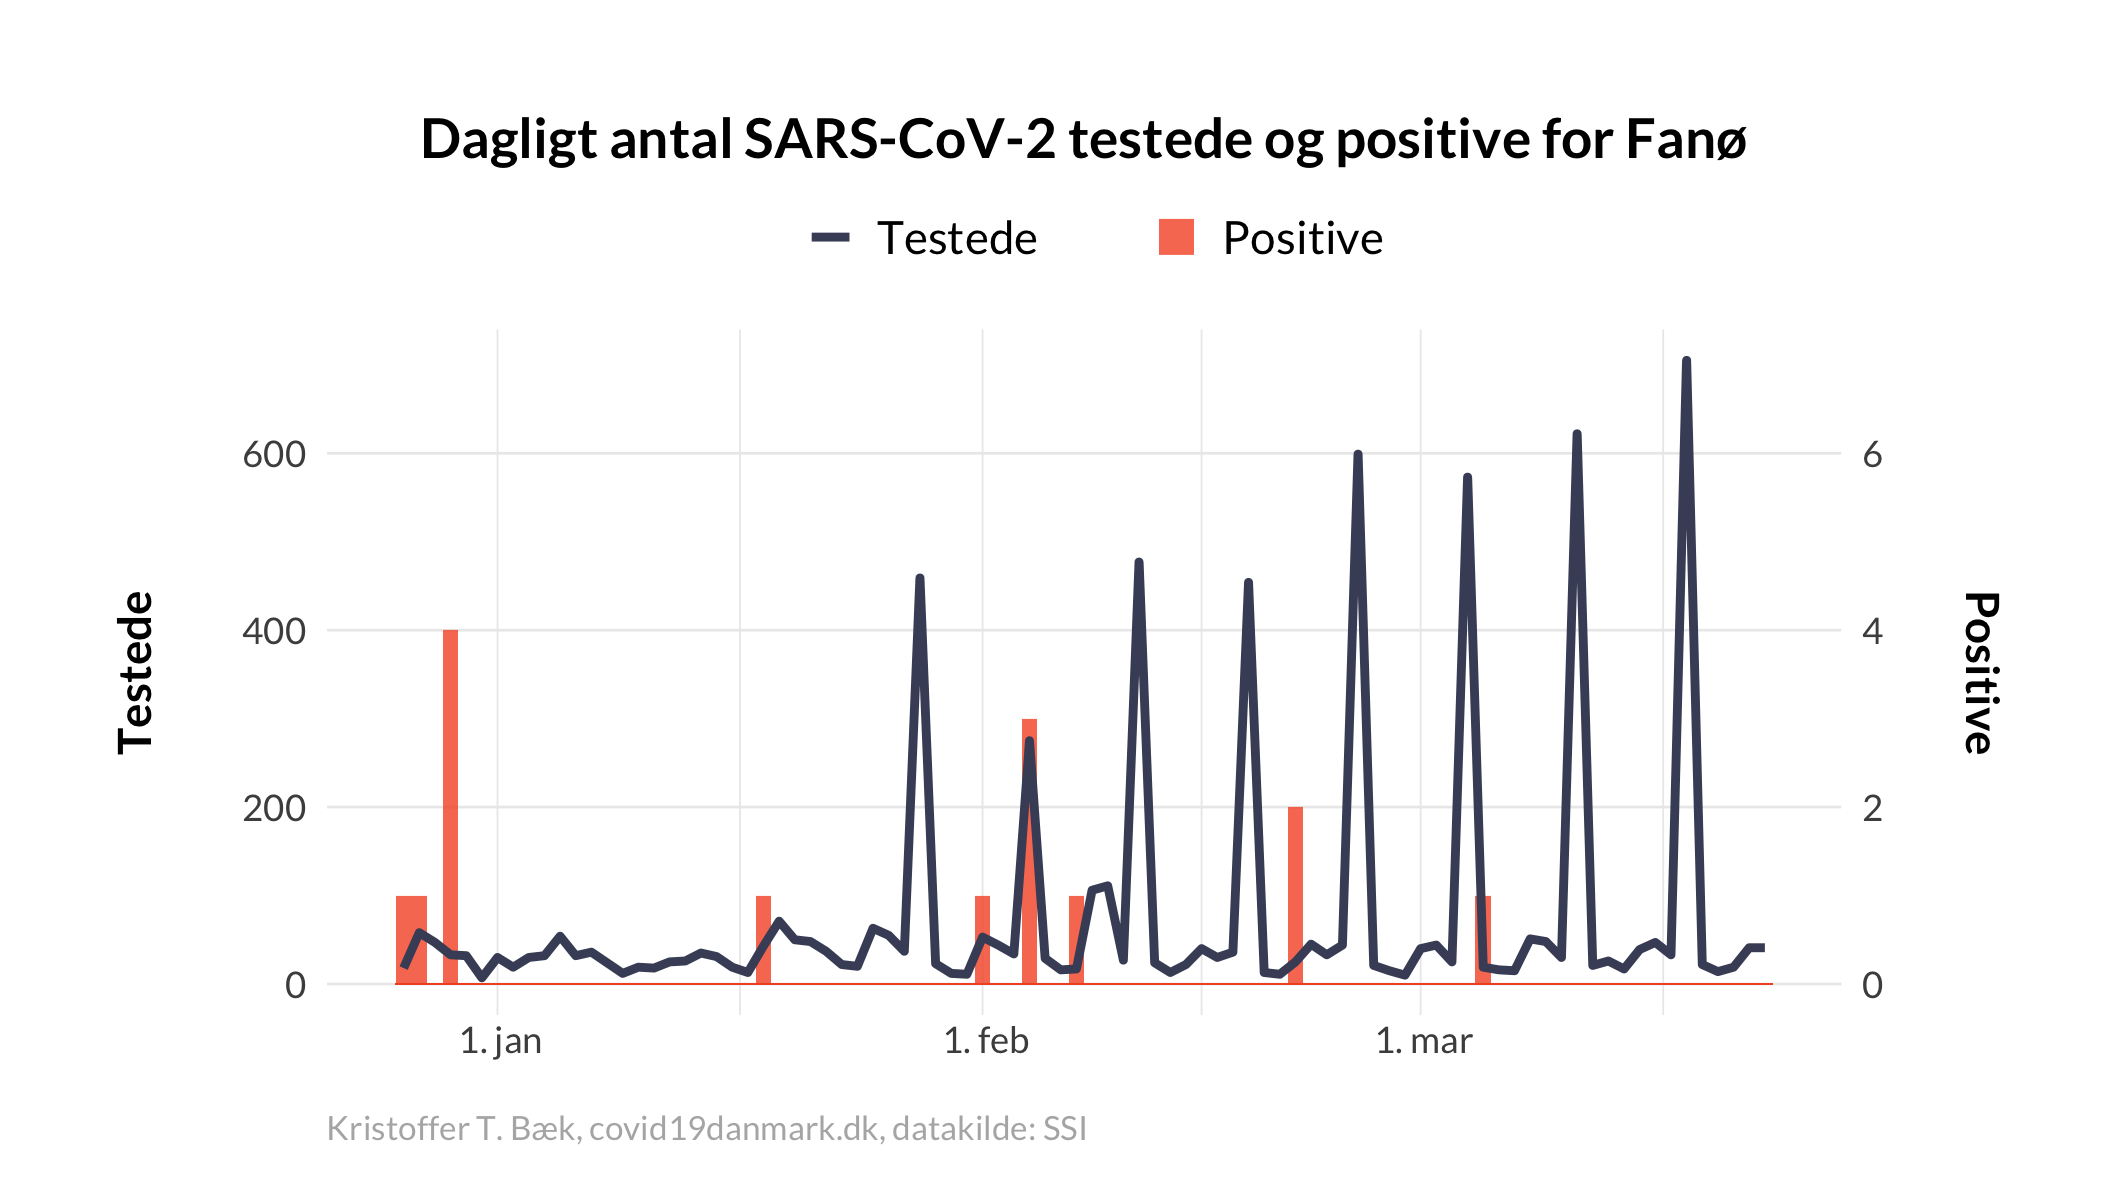 Dagligt antal SARS-CoV-2 testede og positive for Fanø
Testede Positive
600 6
400 4
200 2
0 0
Testede
Positive
1. jan 1. feb 1. mar
Kristoffer T. Bæk, covid19danmark.dk, datakilde: SSI